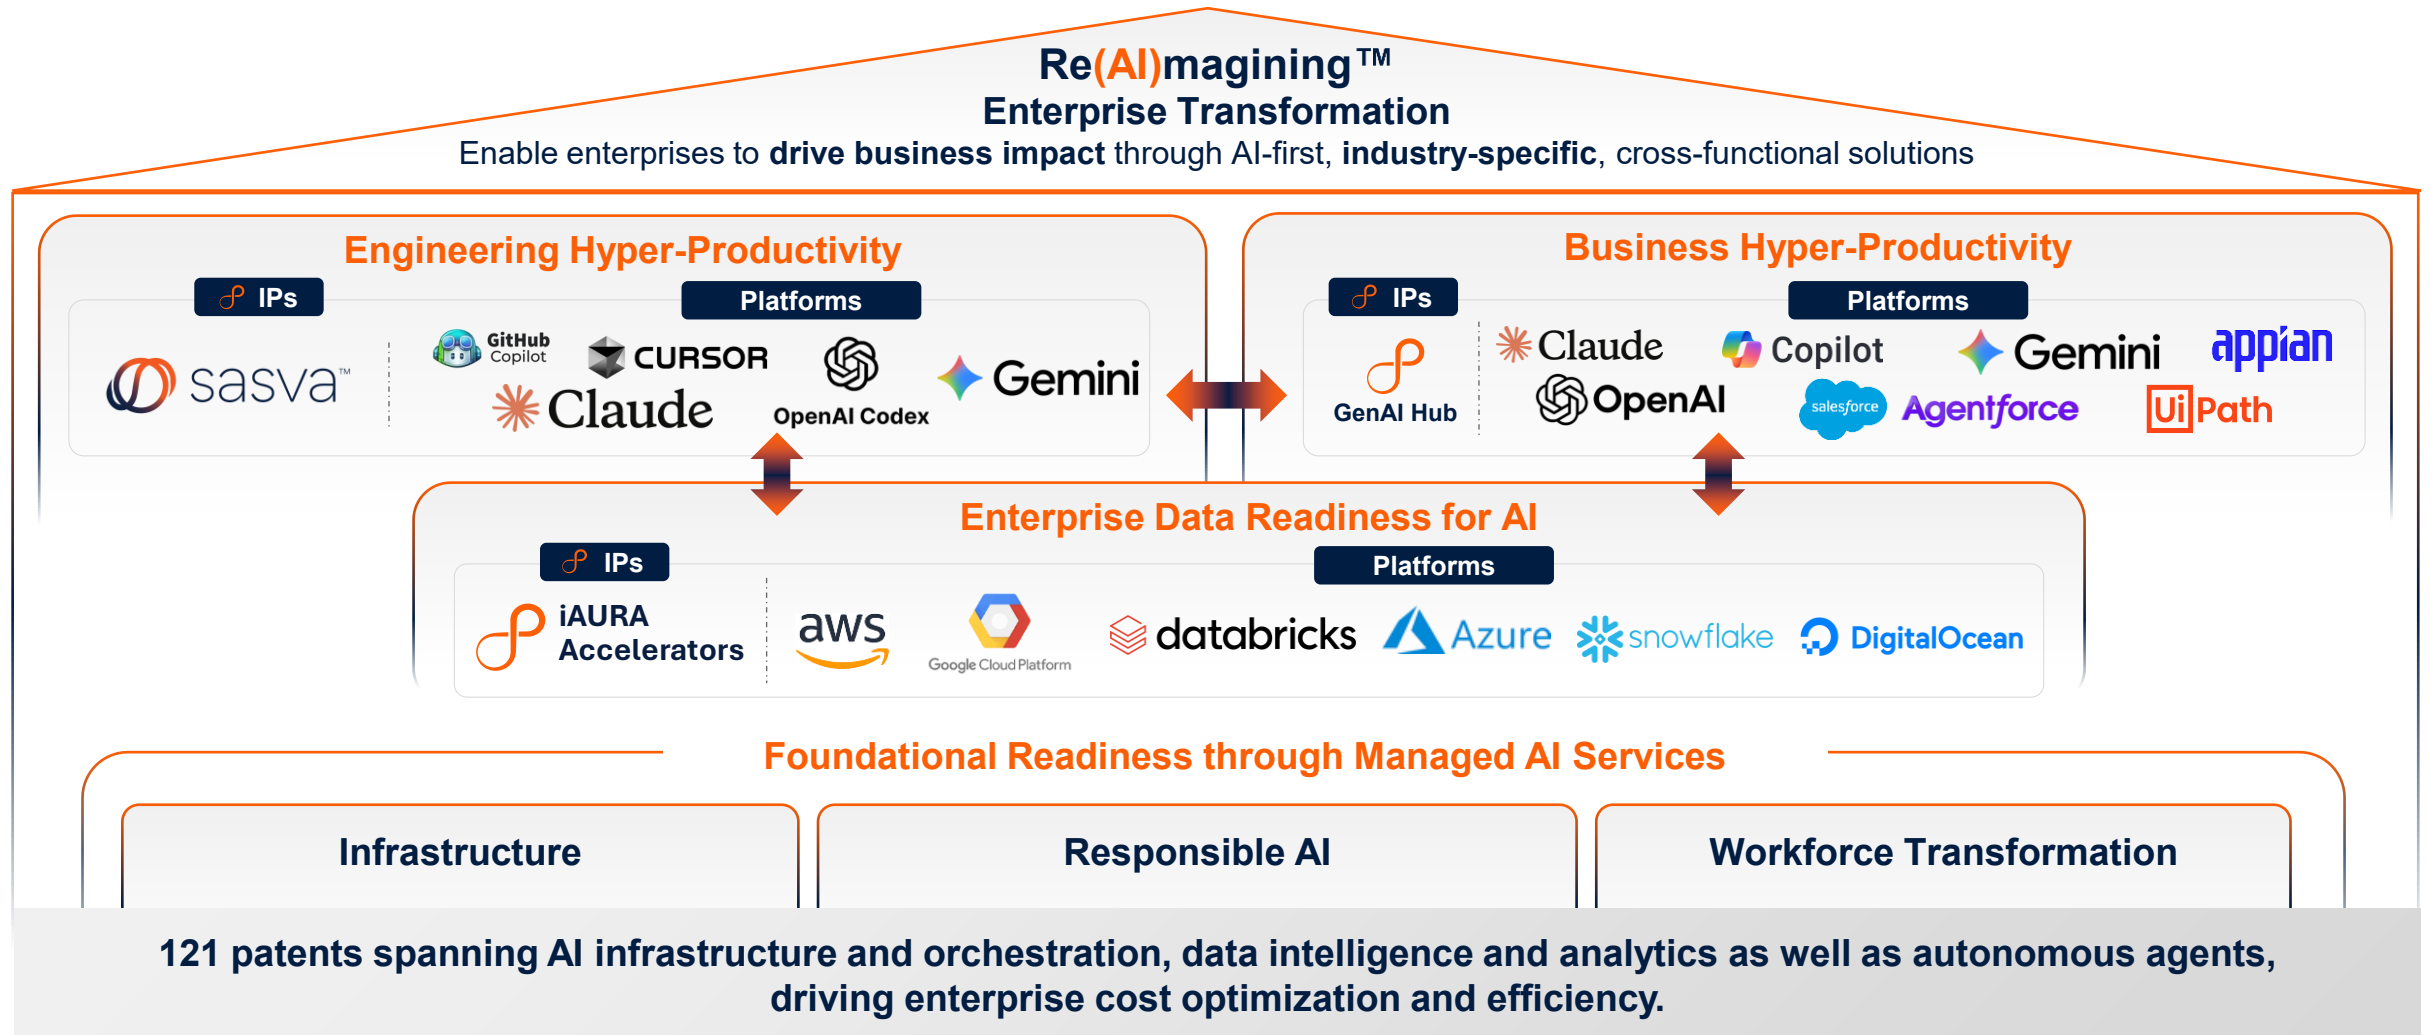 Re(AI)magining™
Enterprise Transformation
Enable enterprises to drive business impact through AI-first, industry-specific, cross-functional solutions
Engineering Hyper-Productivity
IPs
Platforms
sasva™
GitHub
Copilot
CURSOR
Claude
OpenAI Codex
Gemini
Business Hyper-Productivity
IPs
Platforms
GenAI Hub
Claude
Copilot
Gemini
appian
OpenAI
salesforce
Agentforce
UiPath
Enterprise Data Readiness for AI
IPs
Platforms
iAURA
Accelerators
aws
Google Cloud Platform
databricks
Azure
snowflake
DigitalOcean
Foundational Readiness through Managed AI Services
Infrastructure
Responsible AI
Workforce Transformation
121 patents spanning AI infrastructure and orchestration, data intelligence and analytics as well as autonomous agents,
driving enterprise cost optimization and efficiency.